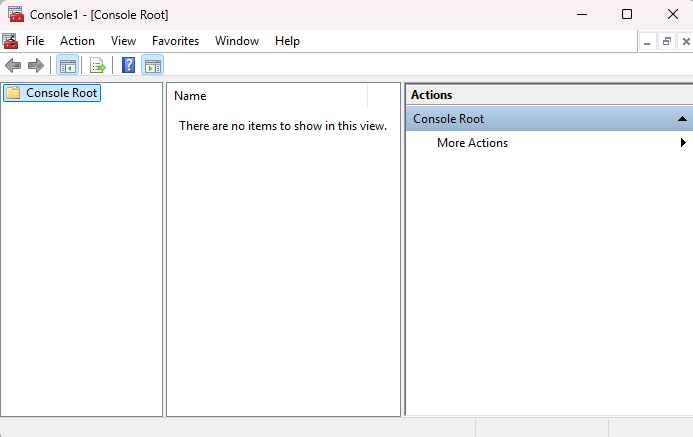 Console1 - [Console Root]
File Action View Favorites Window Help
Console Root
Name
There are no items to show in this view.
Actions
Console Root
More Actions